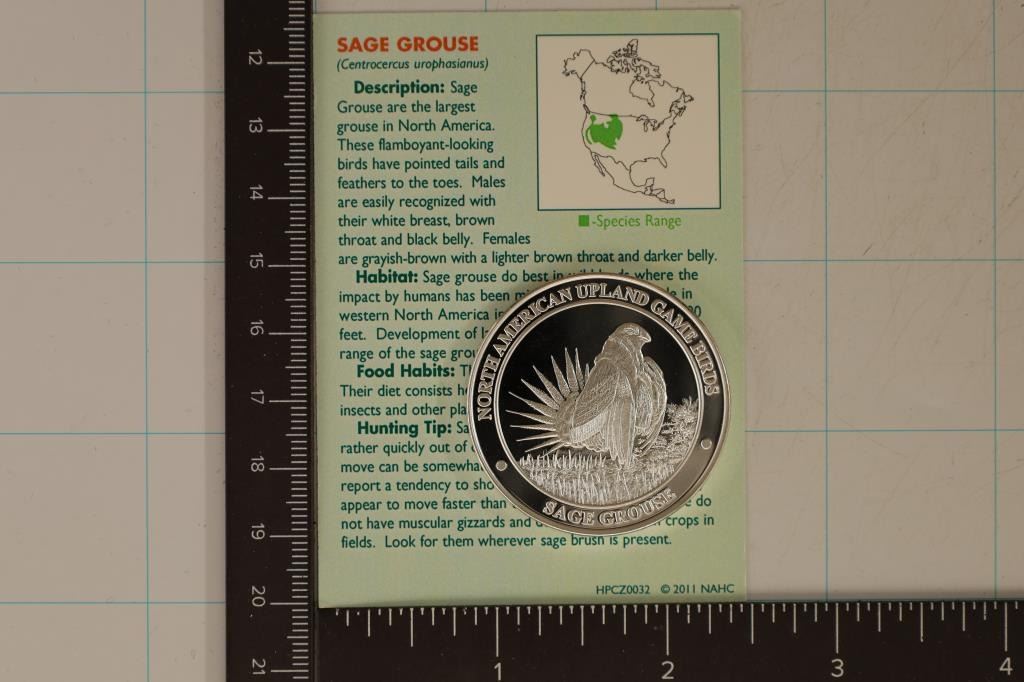 SAGE GROUSE
(Centrocercus urophasianus)
Description: Sage
Grouse are the largest
grouse in North America.
These flamboyant-looking
birds have pointed tails and
feathers to the toes. Males
are easily recognized with
their white breast, brown
throat and black belly. Females
are grayish-brown with a lighter brown throat and darker belly.
-Species Range
Habitat: Sage grouse do best in where the
impact by humans has been in
western North America
feet. Development of
range of the sage
Food Habits:
Their diet consists
insects and other
Hunting Tip:
rather quickly out of
move can be
report a tendency to
appear to move faster than do
not have muscular gizzards and crops in
fields. Look for them wherever sage brush is present.
HPCZ0032 © 2011 NAHC
NORTH AMERICAN UPLAND GAME BIRDS
SAGE GROUSE
12
13
14
15
16
17
18
19
20
21
1 2 3 4